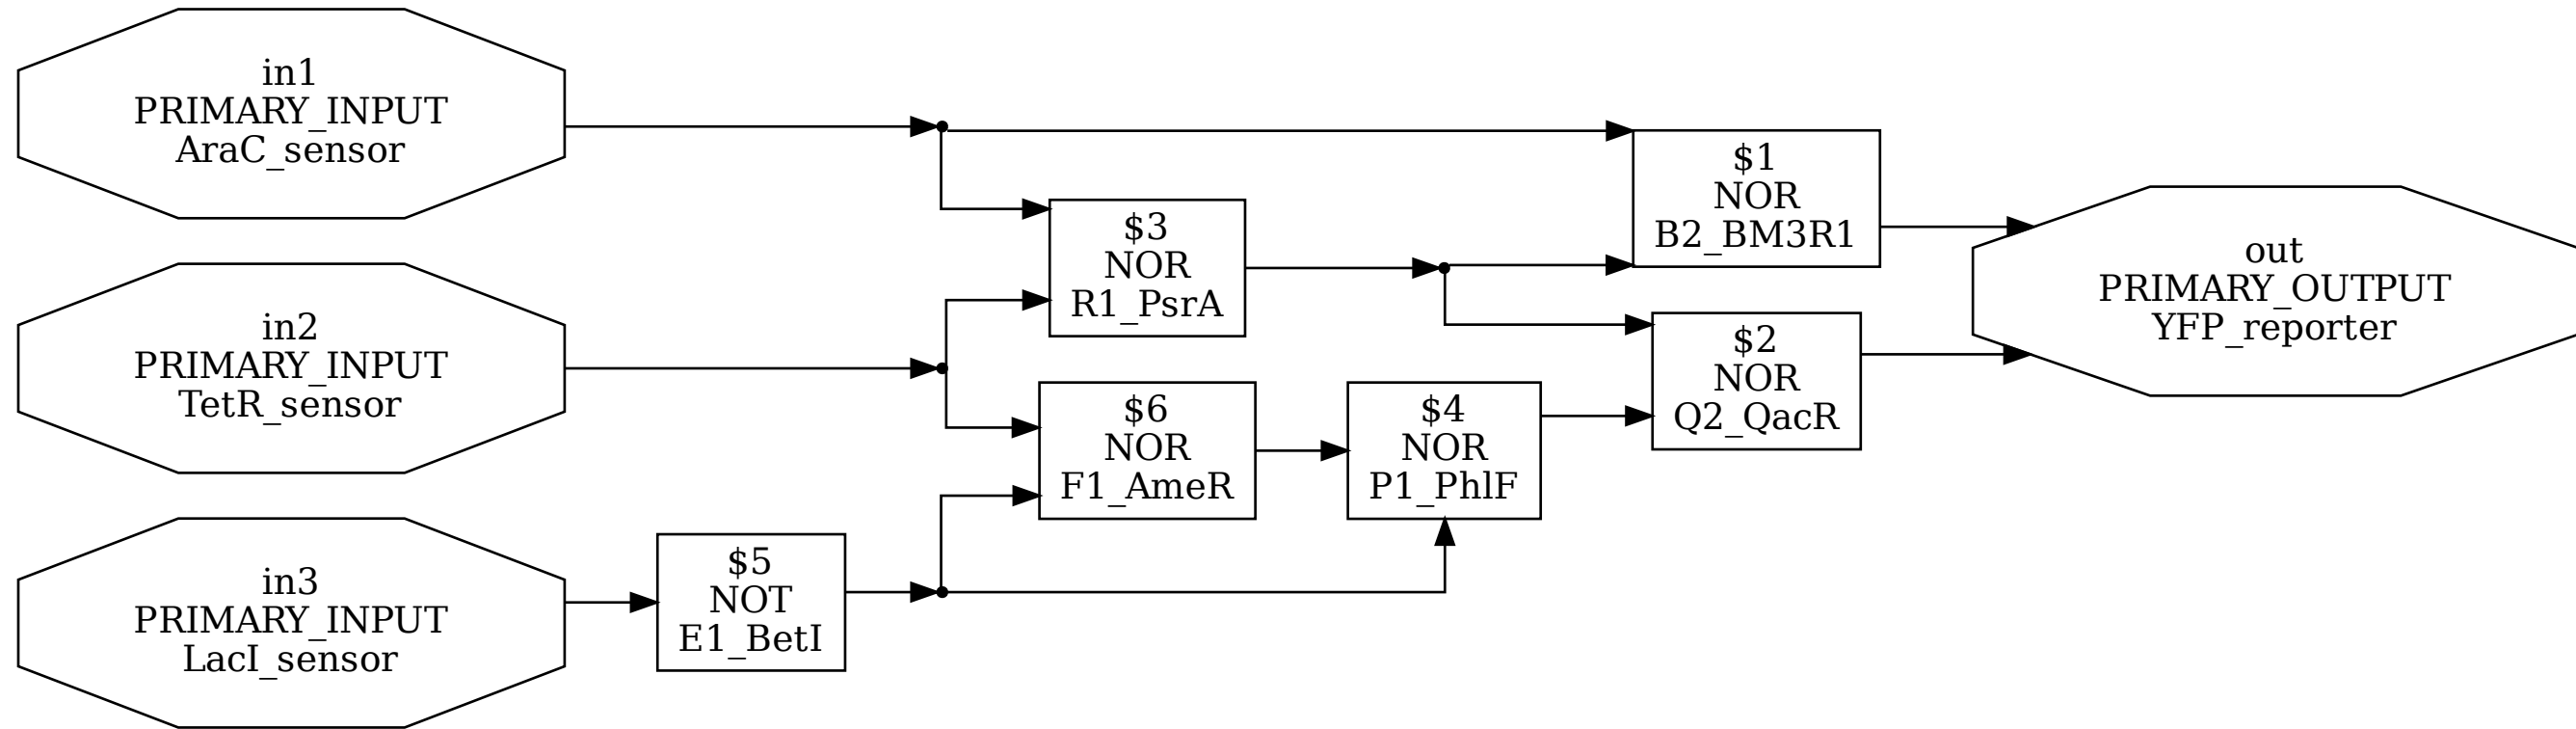 in1
PRIMARY_INPUT
AraC_sensor
in2
PRIMARY_INPUT
TetR_sensor
in3
PRIMARY_INPUT
LacI_sensor
$5
NOT
E1_BetI
$3
NOR
R1_PsrA
$6
NOR
F1_AmeR
$4
NOR
P1_PhlF
$1
NOR
B2_BM3R1
$2
NOR
Q2_QacR
out
PRIMARY_OUTPUT
YFP_reporter